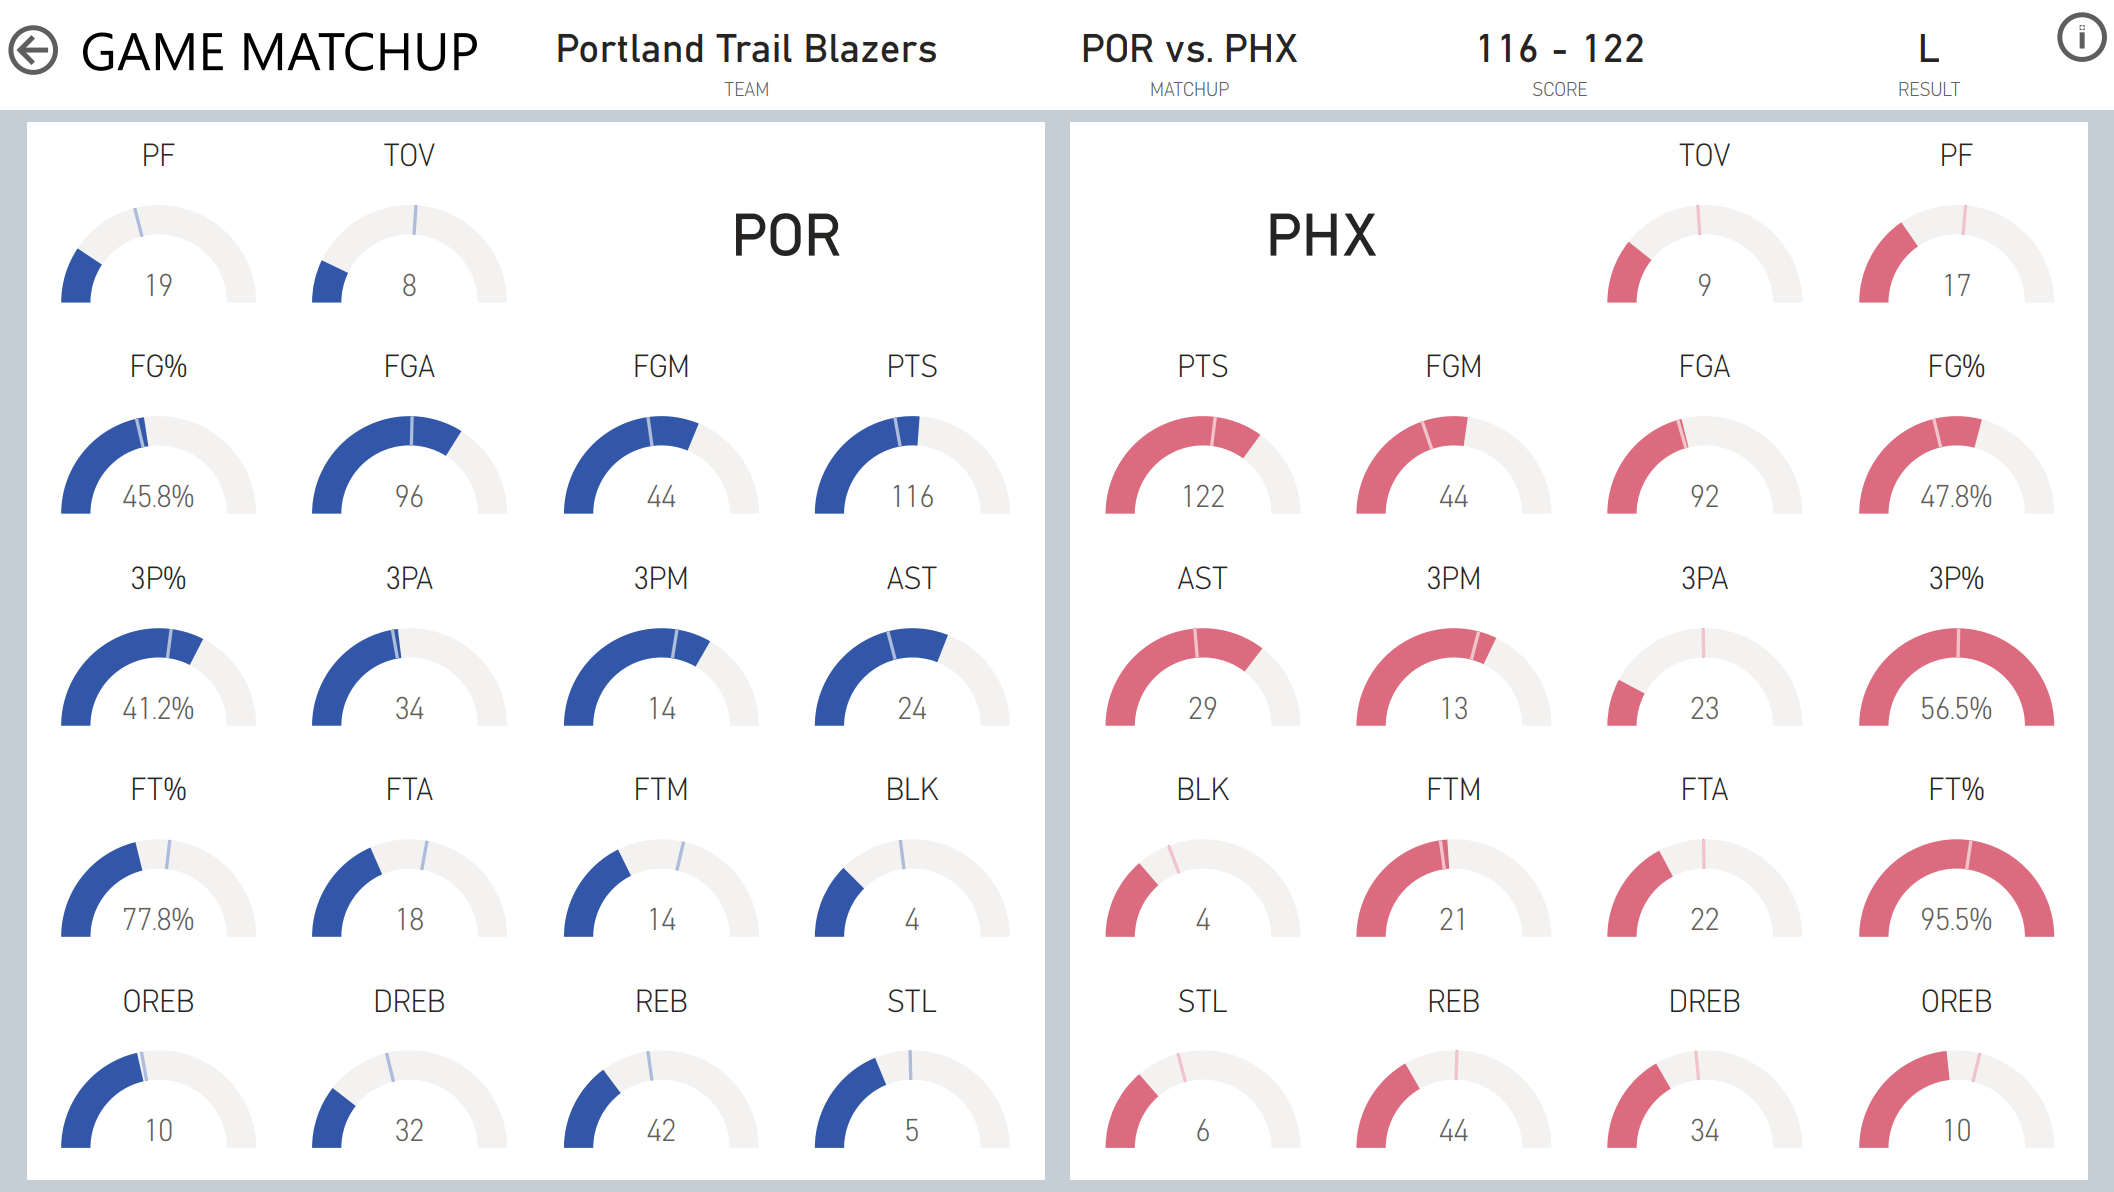 GAME MATCHUP
Portland Trail Blazers
TEAM
POR vs. PHX
MATCHUP
116 - 122
SCORE
L
RESULT
i
PF
TOV
19
8
POR
FG%
FGA
FGM
PTS
45.8%
96
44
116
3P%
3PA
3PM
AST
41.2%
34
14
24
FT%
FTA
FTM
BLK
77.8%
18
14
4
OREB
DREB
REB
STL
10
32
42
5
PHX
TOV
PF
9
17
PTS
FGM
FGA
FG%
122
44
92
47.8%
AST
3PM
3PA
3P%
29
13
23
56.5%
BLK
FTM
FTA
FT%
4
21
22
95.5%
STL
REB
DREB
OREB
6
44
34
10